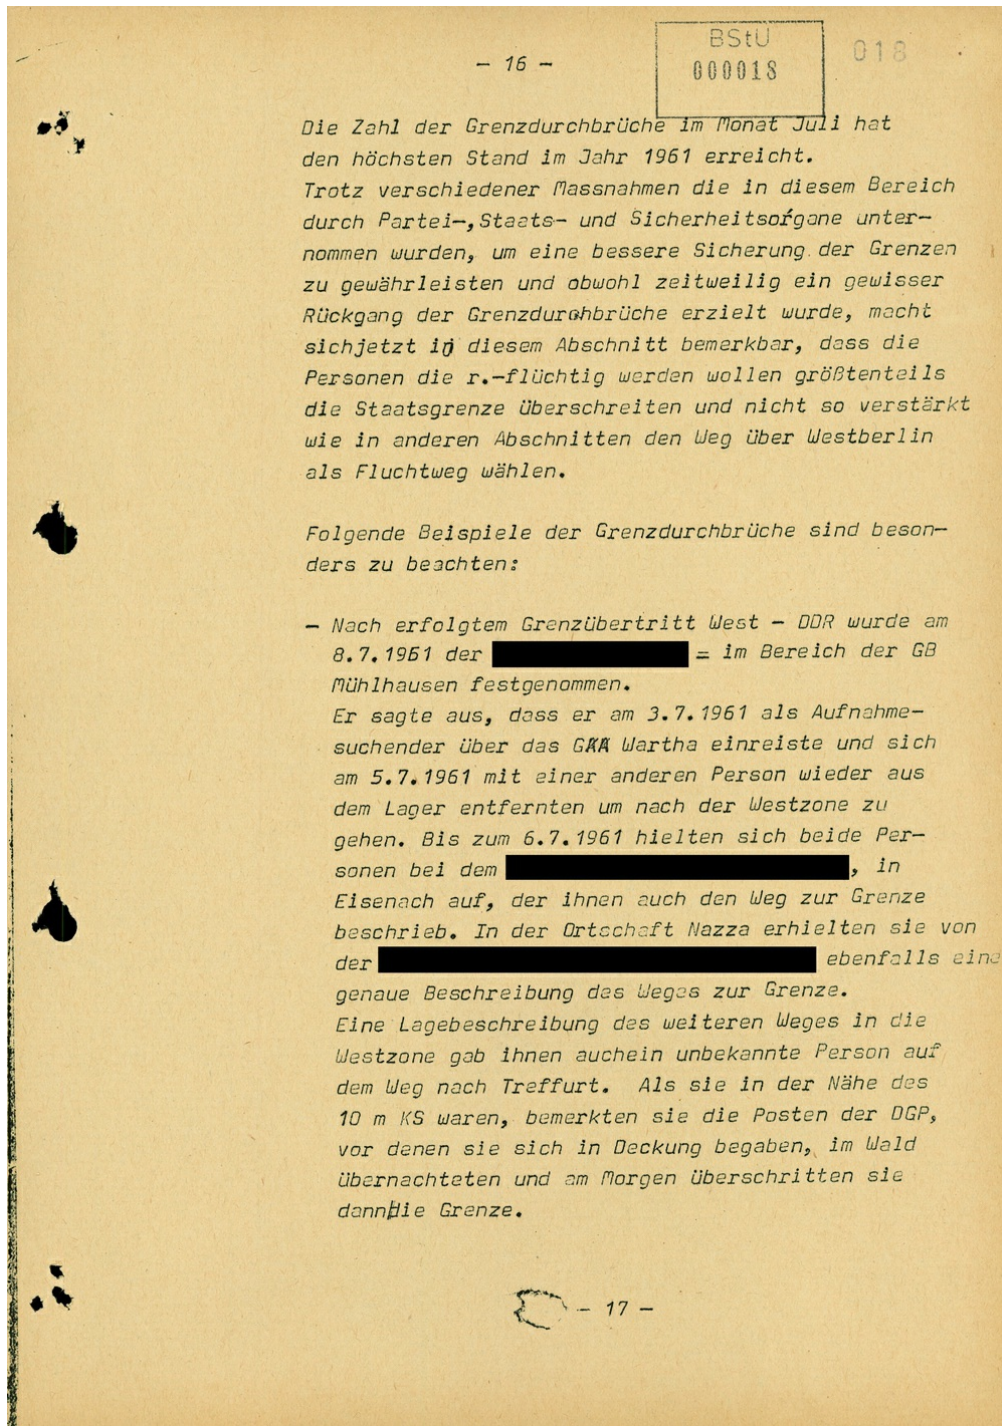 BStU
000018
018
- 16 -
Die Zahl der Grenzdurchbrüche im Monat Juli hat
den höchsten Stand im Jahr 1961 erreicht.
Trotz verschiedener Massnahmen die in diesem Bereich
durch Partei-,Staats- und Sicherheitsorgane unter-
nommen wurden, um eine bessere Sicherung der Grenzen
zu gewährleisten und obwohl zeitweilig ein gewisser
Rückgang der Grenzdurchbrüche erzielt wurde, macht
sichjetzt in diesem Abschnitt bemerkbar, dass die
Personen die r.-flüchtig werden wollen größtenteils
die Staatsgrenze überschreiten und nicht so verstärkt
wie in anderen Abschnitten den Weg über Westberlin
als Fluchtweg wählen.
Folgende Beispiele der Grenzdurchbrüche sind beson-
ders zu beachten:
- Nach erfolgtem Grenzübertritt West - DDR wurde am
8.7.1961 der = im Bereich der GB
Mühlhausen festgenommen.
Er sagte aus, dass er am 3.7.1961 als Aufnahme-
suchender über das Wartha einreiste und sich
am 5.7.1961 mit einer anderen Person wieder aus
dem Lager entfernten um nach der Westzone zu
gehen. Bis zum 6.7.1961 hielten sich beide Per-
sonen bei dem , in
Eisenach auf, der ihnen auch den Weg zur Grenze
beschrieb. In der Ortschaft Nazza erhielten sie von
der ebenfalls eine
genaue Beschreibung des Weges zur Grenze.
Eine Lagebeschreibung des weiteren Weges in die
Westzone gab ihnen auchein unbekannte Person auf
dem Weg nach Treffurt. Als sie in der Nähe des
10 m KS waren, bemerkten sie die Posten der DGP,
vor denen sie sich in Deckung begaben, im Wald
übernachteten und am Morgen überschritten sie
danndie Grenze.
- 17 -